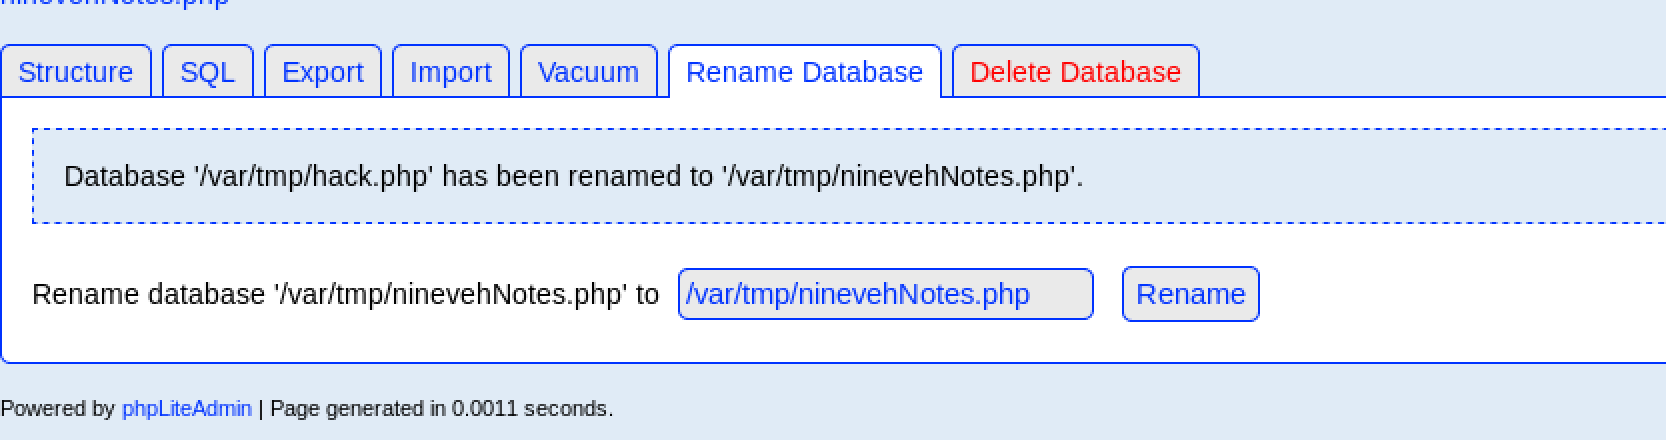 ninevehNotes.php
Structure SQL Export Import Vacuum Rename Database Delete Database
Database '/var/tmp/hack.php' has been renamed to '/var/tmp/ninevehNotes.php'.
Rename database '/var/tmp/ninevehNotes.php' to /var/tmp/ninevehNotes.php Rename
Powered by phpLiteAdmin | Page generated in 0.0011 seconds.